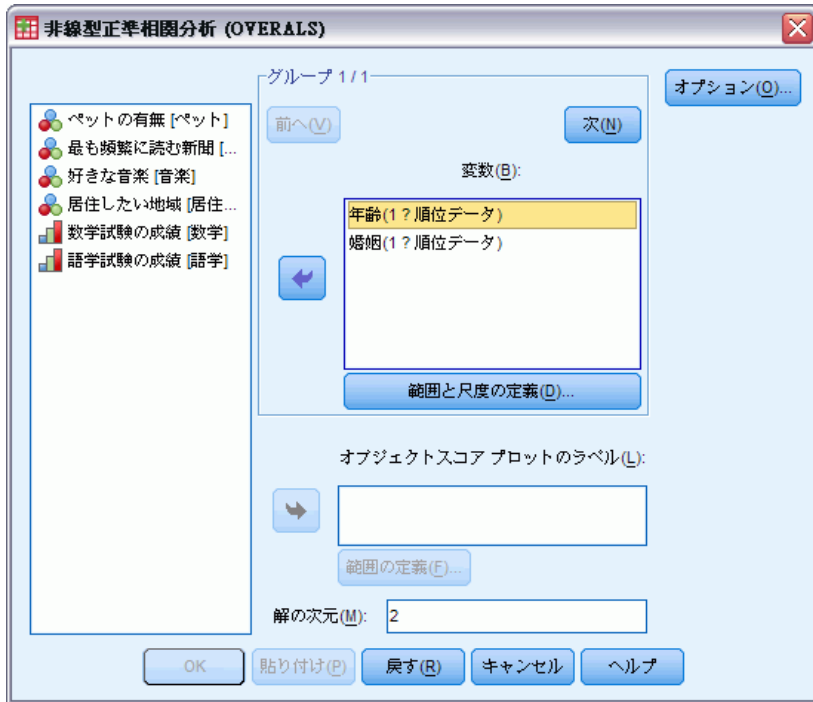 非線型正準相関分析 (OVERALS)
グループ 1 / 1
オプション(O)...
ペットの有無 [ペット]
最も頻繁に読む新聞 [...
好きな音楽 [音楽]
居住したい地域 [居住...
数学試験の成績 [数学]
語学試験の成績 [語学]
前へ(V)
次(N)
変数(B):
年齢(1 ? 順位データ)
婚姻(1 ? 順位データ)
範囲と尺度の定義(D)...
オブジェクトスコア プロットのラベル(L):
範囲の定義(F)...
解の次元(M):
2
OK
貼り付け(P)
戻す(R)
キャンセル
ヘルプ